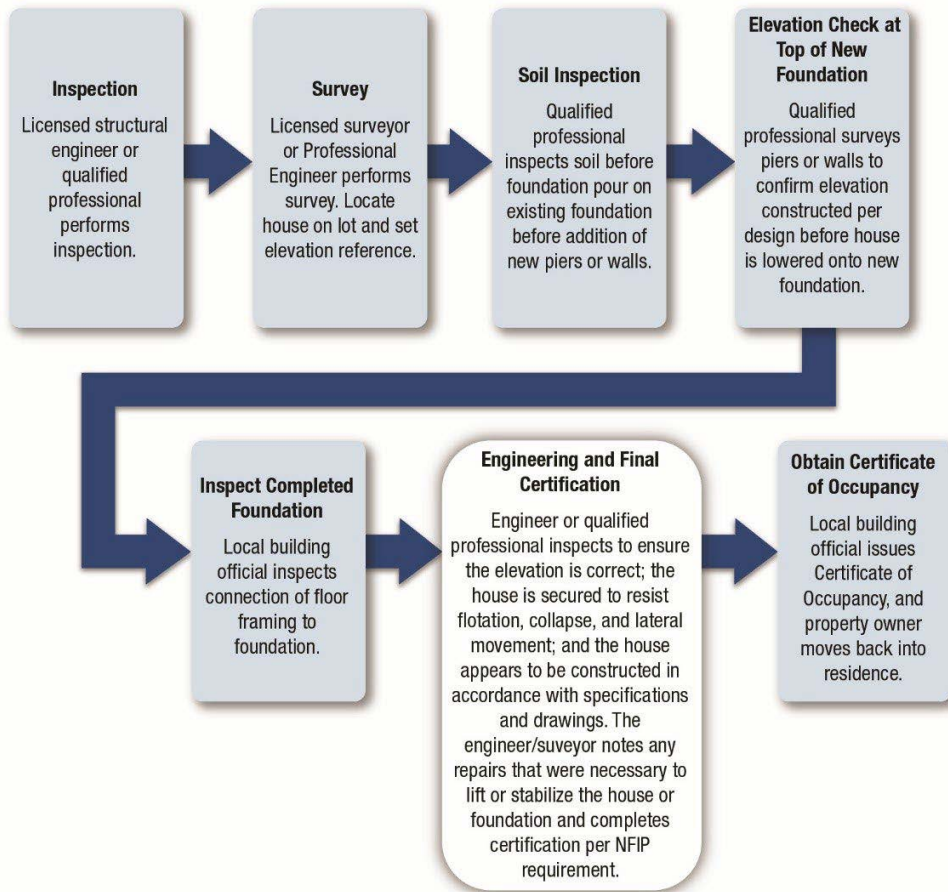 Inspection
Licensed structural
engineer or
qualified
professional
performs
inspection.
Survey
Licensed surveyor
or Professional
Engineer performs
survey. Locate
house on lot and set
elevation reference.
Soil Inspection
Qualified
professional
inspects soil before
foundation pour on
existing foundation
before addition of
new piers or walls.
Elevation Check at
Top of New
Foundation
Qualified
professional surveys
piers or walls to
confirm elevation
constructed per
design before house
is lowered onto new
foundation.
Inspect Completed
Foundation
Local building
official inspects
connection of floor
framing to
foundation.
Engineering and Final
Certification
Engineer or qualified
professional inspects to ensure
the elevation is correct; the
house is secured to resist
flotation, collapse, and lateral
movement; and the house
appears to be constructed in
accordance with specifications
and drawings. The
engineer/suveyor notes any
repairs that were necessary to
lift or stabilize the house or
foundation and completes
certification per NFIP
requirement.
Obtain Certificate
of Occupancy
Local building
official issues
Certificate of
Occupancy, and
property owner
moves back into
residence.